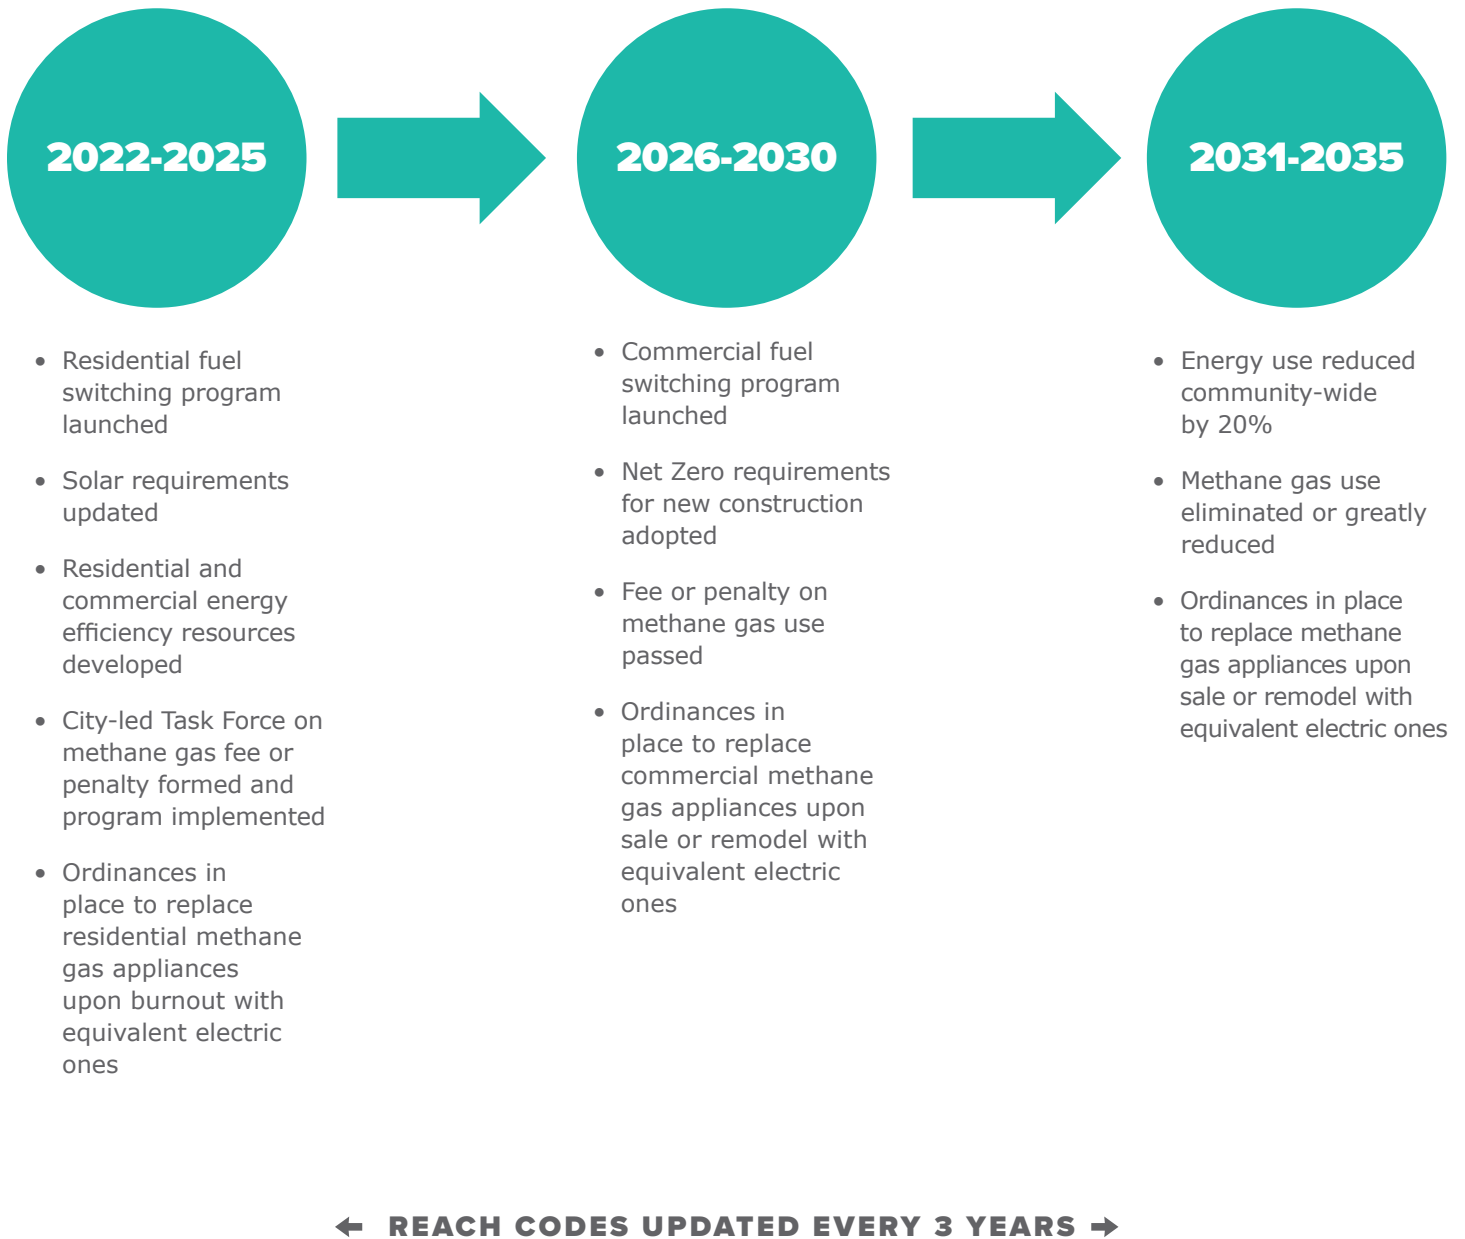 2022-2025
2026-2030
2031-2035
• Residential fuel
switching program
launched
• Solar requirements
updated
• Residential and
commercial energy
efficiency resources
developed
• City-led Task Force on
methane gas fee or
penalty formed and
program implemented
• Ordinances in
place to replace
residential methane
gas appliances
upon burnout with
equivalent electric
ones
• Commercial fuel
switching program
launched
• Net Zero requirements
for new construction
adopted
• Fee or penalty on
methane gas use
passed
• Ordinances in
place to replace
commercial methane
gas appliances upon
sale or remodel with
equivalent electric
ones
• Energy use reduced
community-wide
by 20%
• Methane gas use
eliminated or greatly
reduced
• Ordinances in place
to replace methane
gas appliances upon
sale or remodel with
equivalent electric ones
REACH CODES UPDATED EVERY 3 YEARS